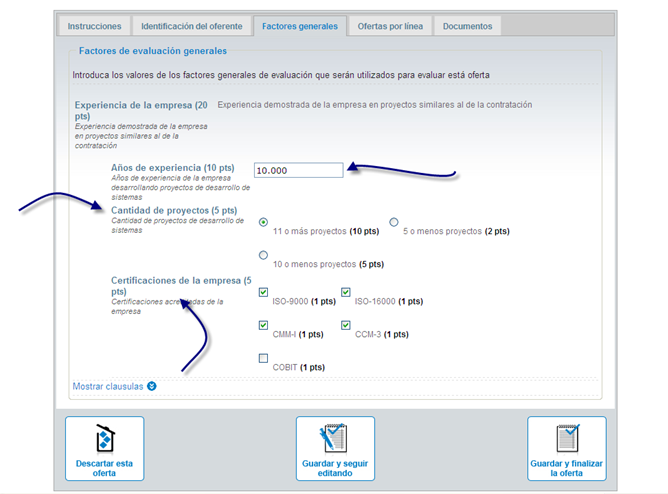 Instrucciones
Identificación del oferente
Factores generales
Ofertas por línea
Documentos
Factores de evaluación generales
Introduzca los valores de los factores generales de evaluación que serán utilizados para evaluar está oferta
Experiencia de la empresa (20
pts)
Experiencia demostrada de la empresa
en proyectos similares al de la
contratación
Experiencia demostrada de la empresa en proyectos similares al de la contratación
Años de experiencia (10 pts)
Años de experiencia de la empresa
desarrollando proyectos de desarrollo de
sistemas
10.000
Cantidad de proyectos (5 pts)
Cantidad de proyectos de desarrollo de
sistemas
11 o más proyectos (10 pts)
5 o menos proyectos (2 pts)
10 o menos proyectos (5 pts)
Certificaciones de la empresa (5
pts)
Certificaciones acreditadas de la
empresa
ISO-9000 (1 pts)
ISO-16000 (1 pts)
CMM-I (1 pts)
CCM-3 (1 pts)
COBIT (1 pts)
Mostrar clausulas
Descartar esta
oferta
Guardar y seguir
editando
Guardar y finalizar
la oferta